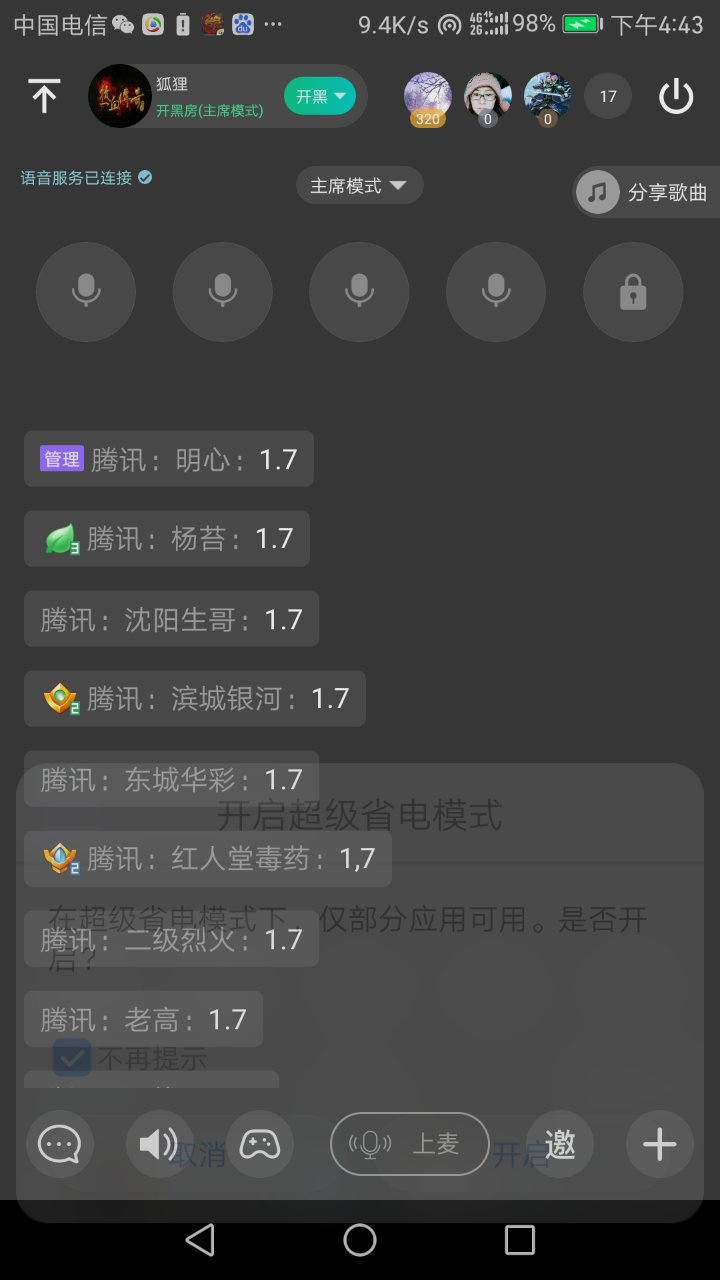 中国电信 ··· 9.4K/s 4G 2G 98% 下午4:43
狐狸
开黑房(主席模式)
开黑
320 0 0 17
语音服务已连接
主席模式
分享歌曲
管理 腾讯：明心：1.7
3 腾讯：杨苔：1.7
腾讯：沈阳生哥：1.7
2 腾讯：滨城银河：1.7
腾讯：东城华彩：1.7
开启超级省电模式
2 腾讯：红人堂毒药：1,7
在超级省电模式下，仅部分应用可用。是否开
腾讯：二级烈火：1.7
启？
腾讯：老高：1.7
不再提示
上麦 邀
取消 开启